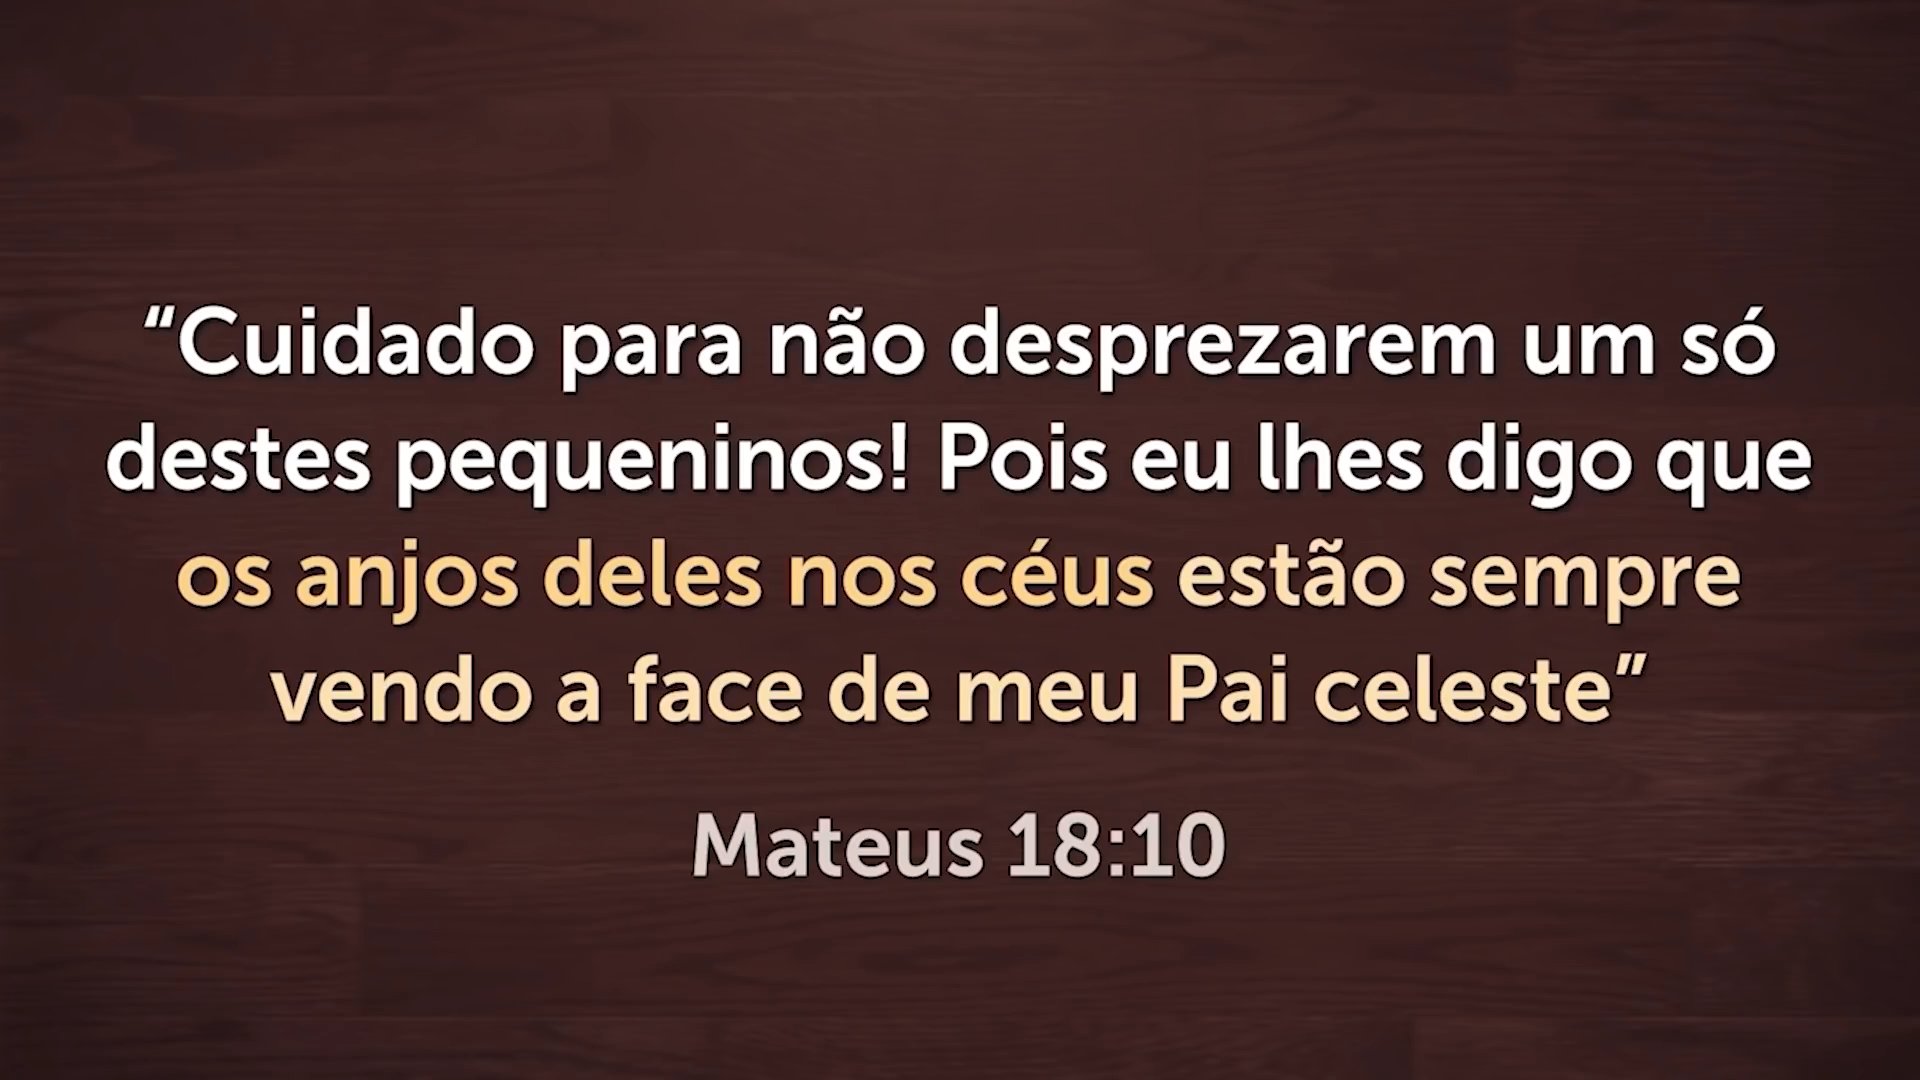 “Cuidado para não desprezarem um só
destes pequeninos! Pois eu lhes digo que
os anjos deles nos céus estão sempre
vendo a face de meu Pai celeste”
Mateus 18:10